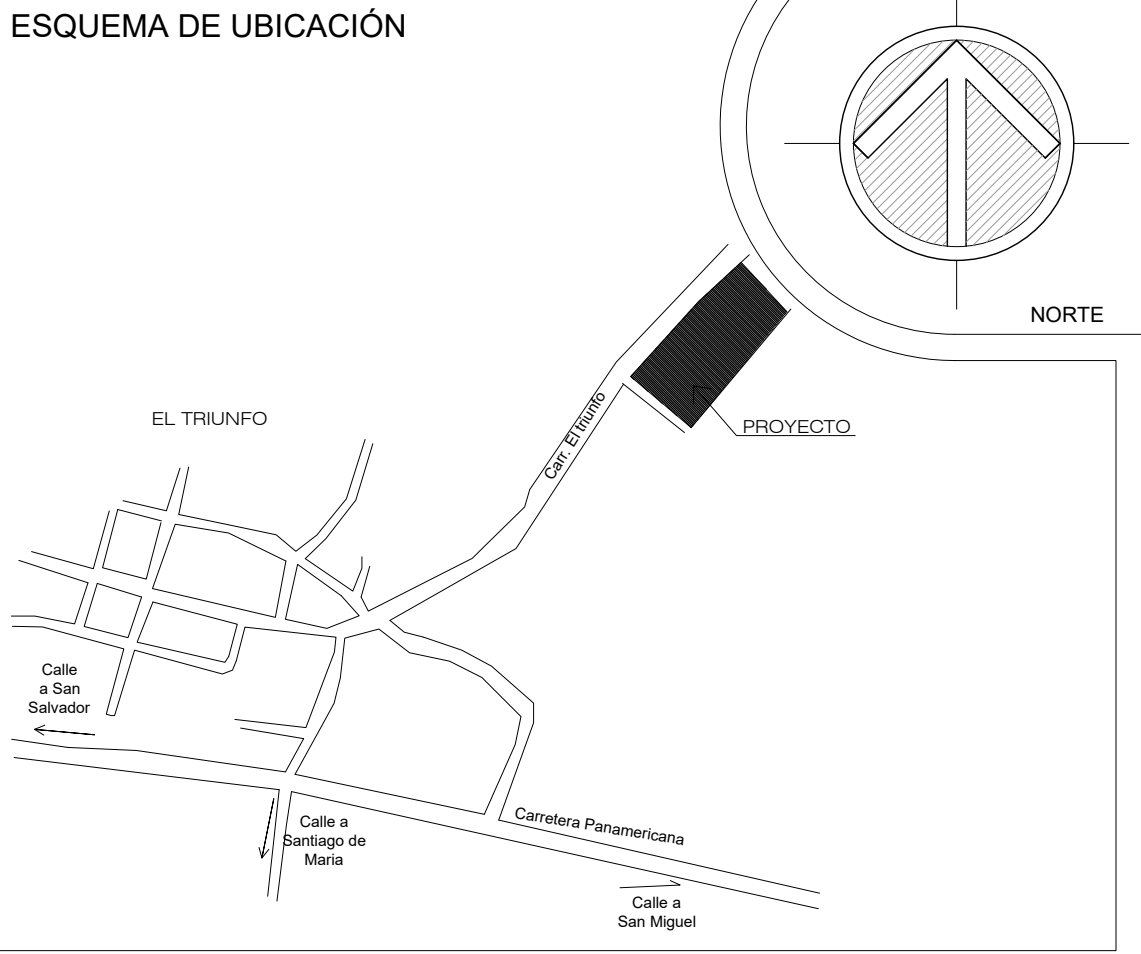 ESQUEMA DE UBICACIÓN
NORTE
EL TRIUNFO
Carr. El triunfo
PROYECTO
Calle
a San
Salvador
Calle a
Santiago de
Maria
Carretera Panamericana
Calle a
San Miguel